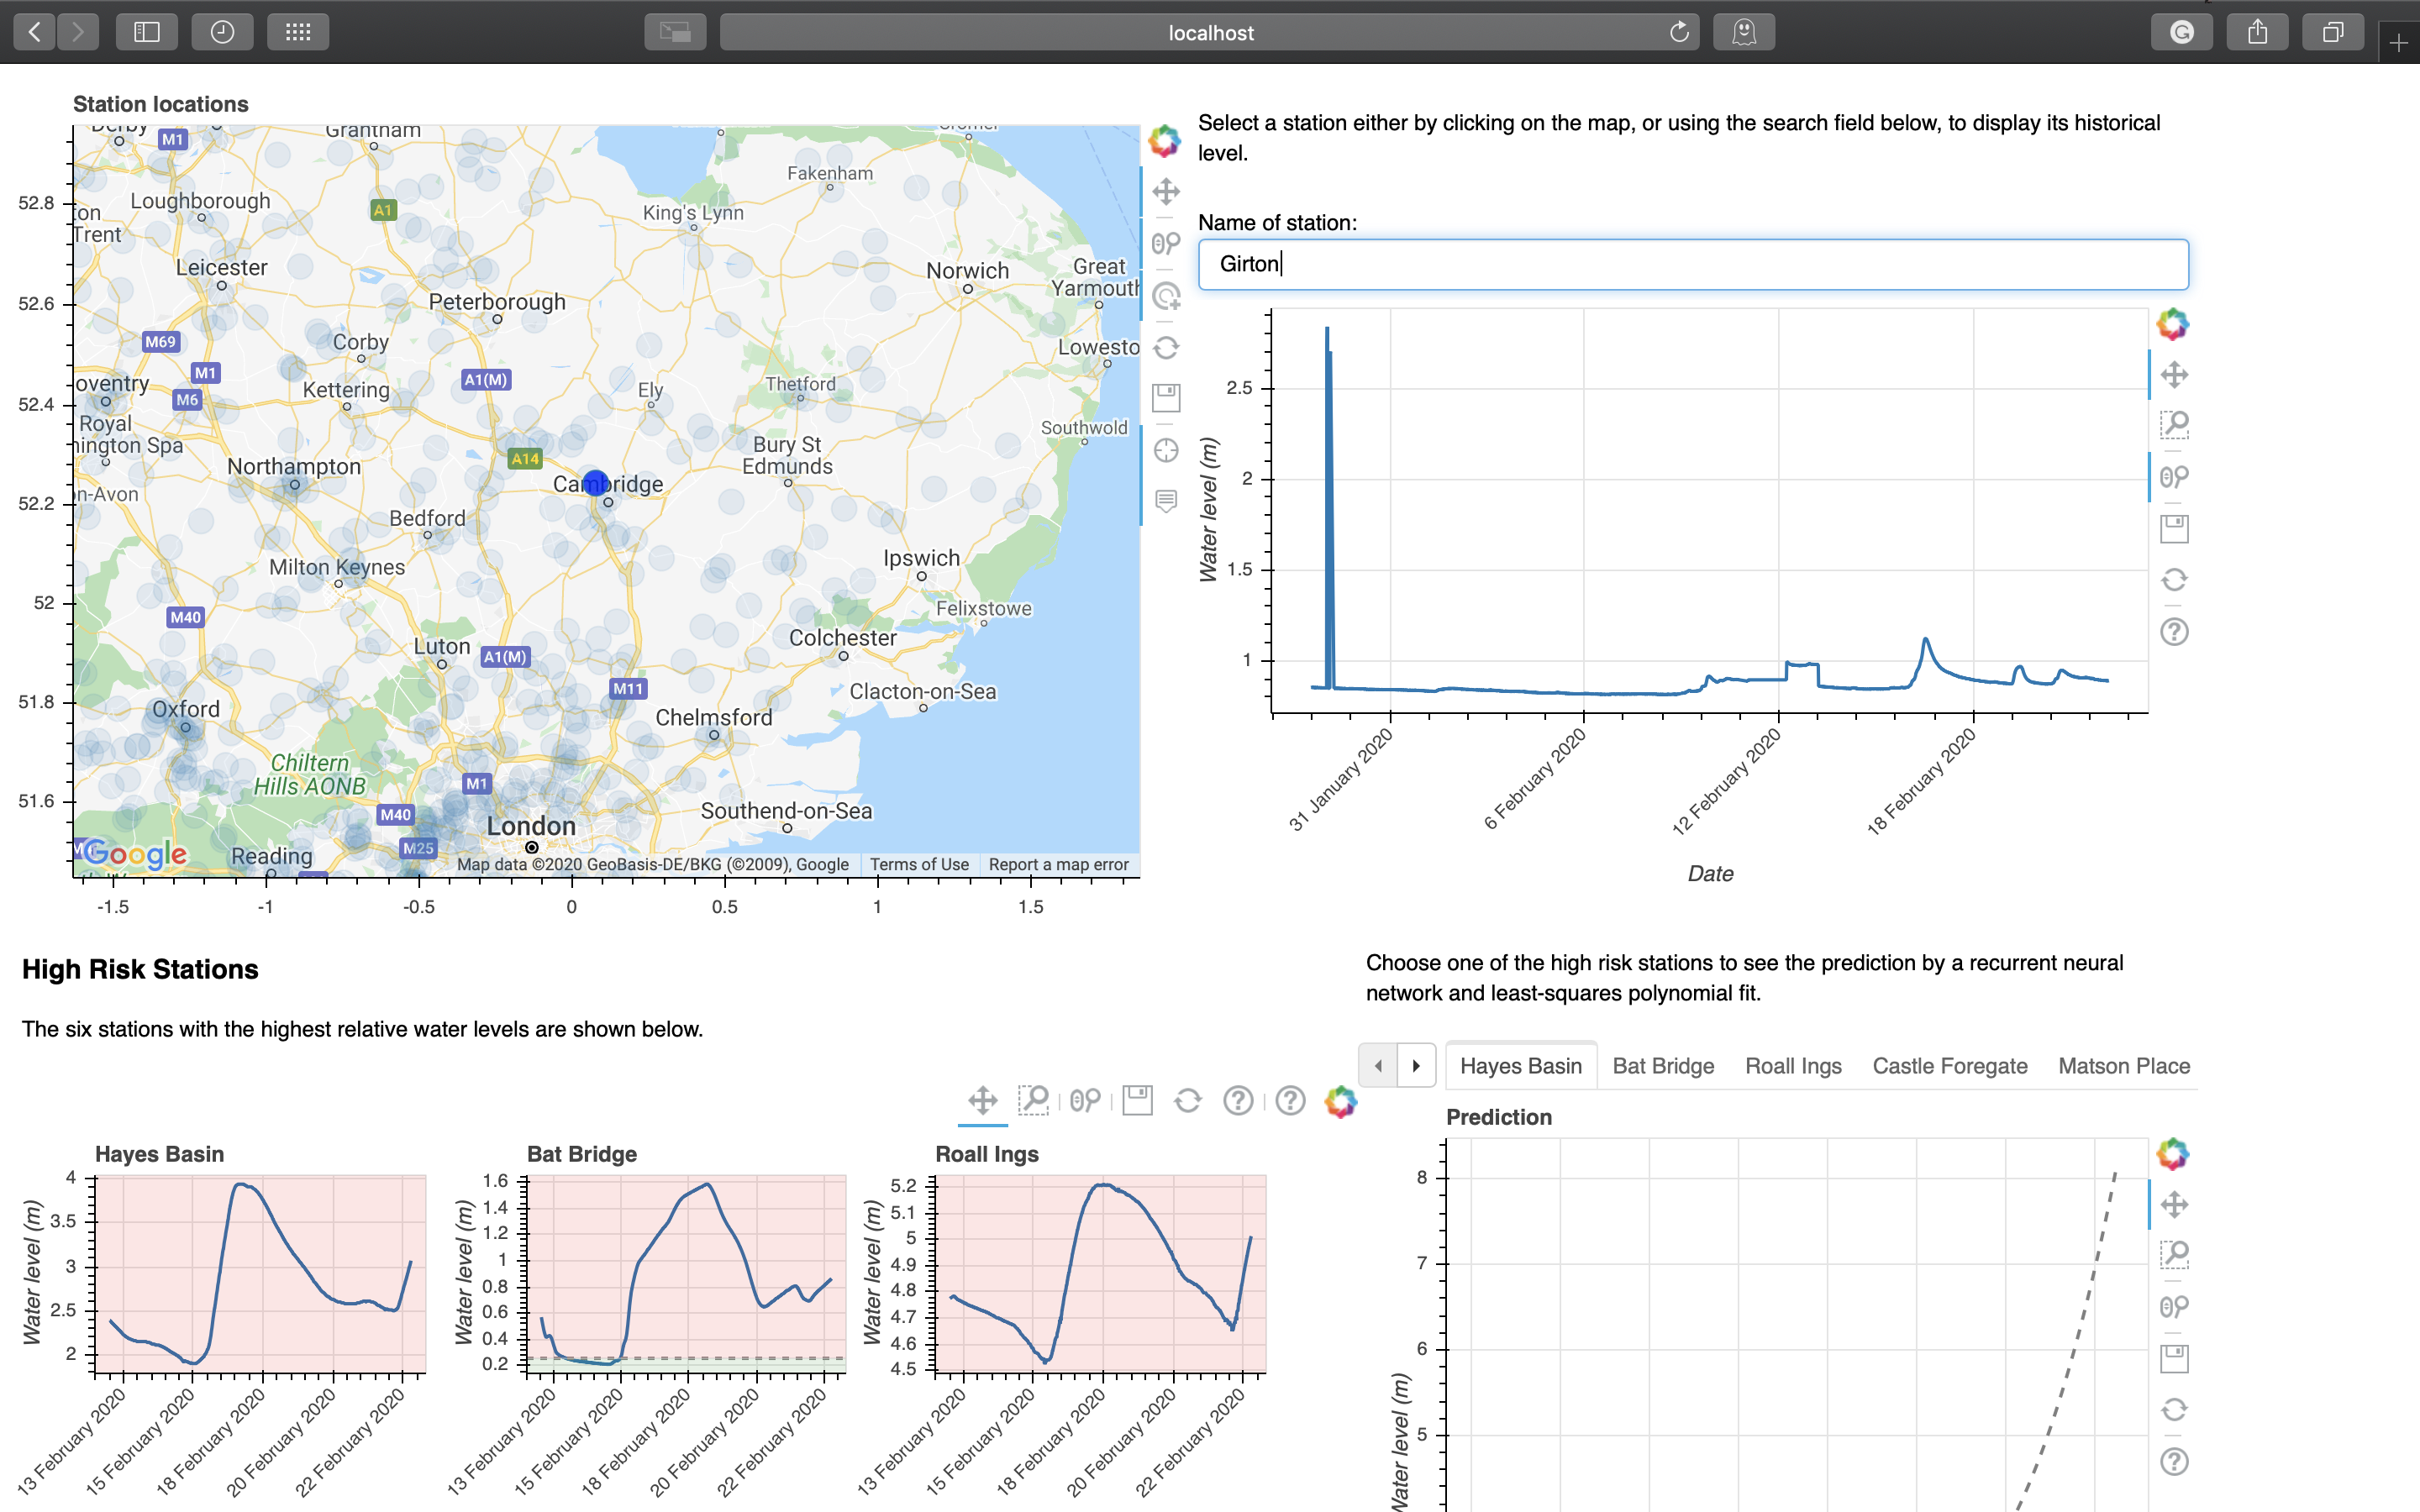 localhost
Station locations
Select a station either by clicking on the map, or using the search field below, to display its historical
level.
Name of station:
Girton
52.8
52.6
52.4
52.2
52
51.8
51.6
-1.5
-1
-0.5
0
0.5
1
1.5
Derby
M1
Grantham
Cromer
Fakenham
Loughborough
A1
King's Lynn
ton
Trent
Leicester
Norwich
Great
Yarmouth
Peterborough
M69
Corby
Lowesto
M1
A1(M)
oventry
M6
Kettering
Ely
Thetford
Royal
nington Spa
Southwold
A14
Bury St
Edmunds
Northampton
Cambridge
n-Avon
Bedford
Ipswich
Milton Keynes
M40
Felixstowe
Luton
A1(M)
Colchester
M11
Clacton-on-Sea
Oxford
Chelmsford
Chiltern
Hills AONB
M1
M40
Southend-on-Sea
London
M25
Google
Reading
Map data ©2020 GeoBasis-DE/BKG (©2009), Google
Terms of Use
Report a map error
Water level (m)
2.5
2
1.5
1
31 January 2020
6 February 2020
12 February 2020
18 February 2020
Date
High Risk Stations
The six stations with the highest relative water levels are shown below.
Choose one of the high risk stations to see the prediction by a recurrent neural
network and least-squares polynomial fit.
Hayes Basin
Bat Bridge
Roall Ings
Castle Foregate
Matson Place
Hayes Basin
Water level (m)
4
3.5
3
2.5
2
13 February 2020
15 February 2020
18 February 2020
20 February 2020
22 February 2020
Bat Bridge
Water level (m)
1.6
1.4
1.2
1
0.8
0.6
0.4
0.2
13 February 2020
15 February 2020
18 February 2020
20 February 2020
22 February 2020
Roall Ings
Water level (m)
5.2
5.1
5
4.9
4.8
4.7
4.6
4.5
13 February 2020
15 February 2020
18 February 2020
20 February 2020
22 February 2020
Prediction
Water level (m)
8
7
6
5